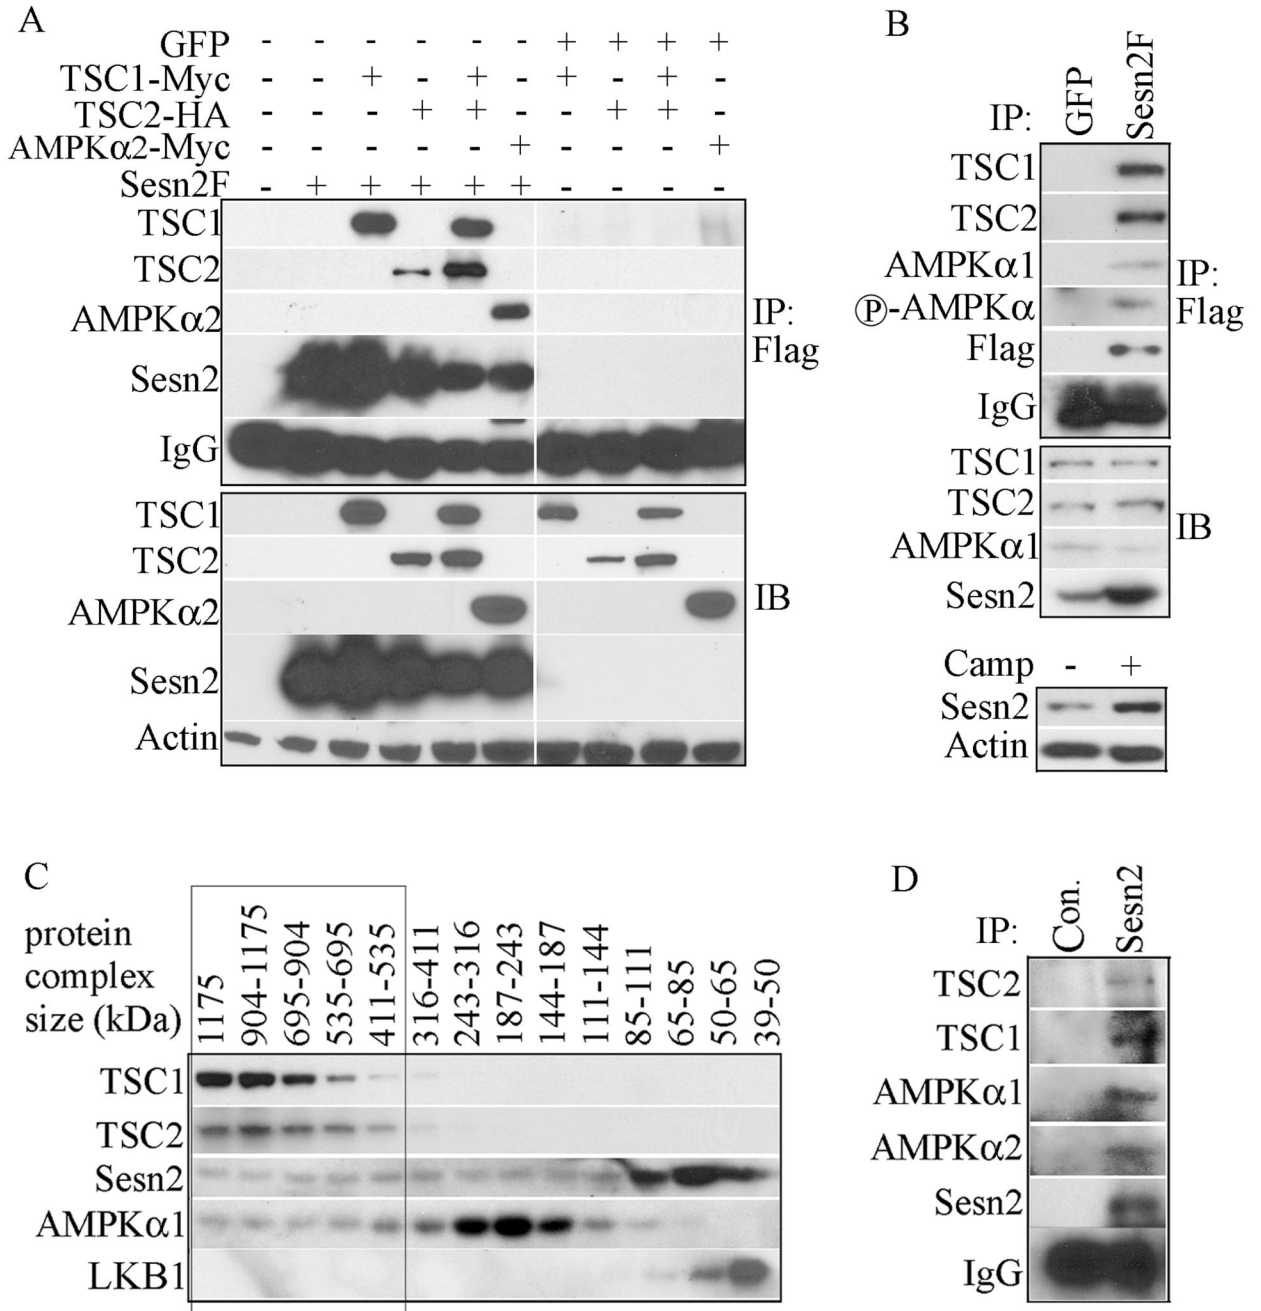 A
GFP - - - - - - + + + +
TSC1-Myc - - + - + - + - + -
TSC2-HA - - - + + - - + + -
AMPKα2-Myc - - - - - + - - - +
Sesn2F - + + + + + - - - -
TSC1
TSC2
AMPKα2
Sesn2
IgG
IP:
Flag
TSC1
TSC2
AMPKα2
Sesn2
Actin
IB
B
IP: GFP Sesn2F
TSC1
TSC2
AMPKα1
Ⓟ-AMPKα
Flag
IgG
IP:
Flag
TSC1
TSC2
AMPKα1
Sesn2
IB
Camp - +
Sesn2
Actin
C
protein
complex
size (kDa)
1175 904-1175 695-904 535-695 411-535 316-411 243-316 187-243 144-187 111-144 85-111 65-85 50-65 39-50
TSC1
TSC2
Sesn2
AMPKα1
LKB1
D
IP: Con. Sesn2
TSC2
TSC1
AMPKα1
AMPKα2
Sesn2
IgG